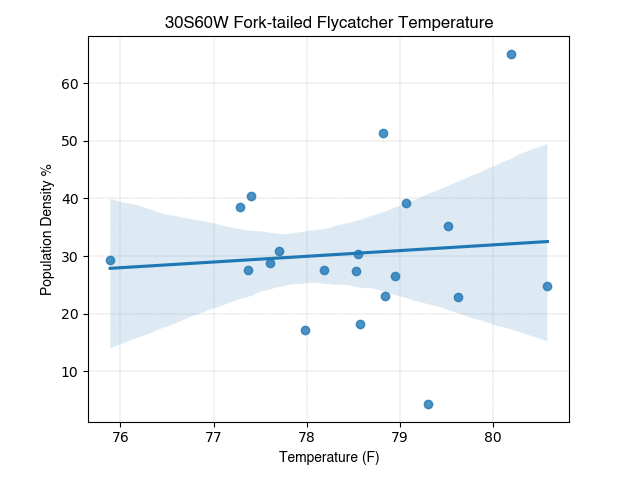 30S60W Fork-tailed Flycatcher Temperature
60
50
40
30
20
10
Population Density %
76 77 78 79 80
Temperature (F)